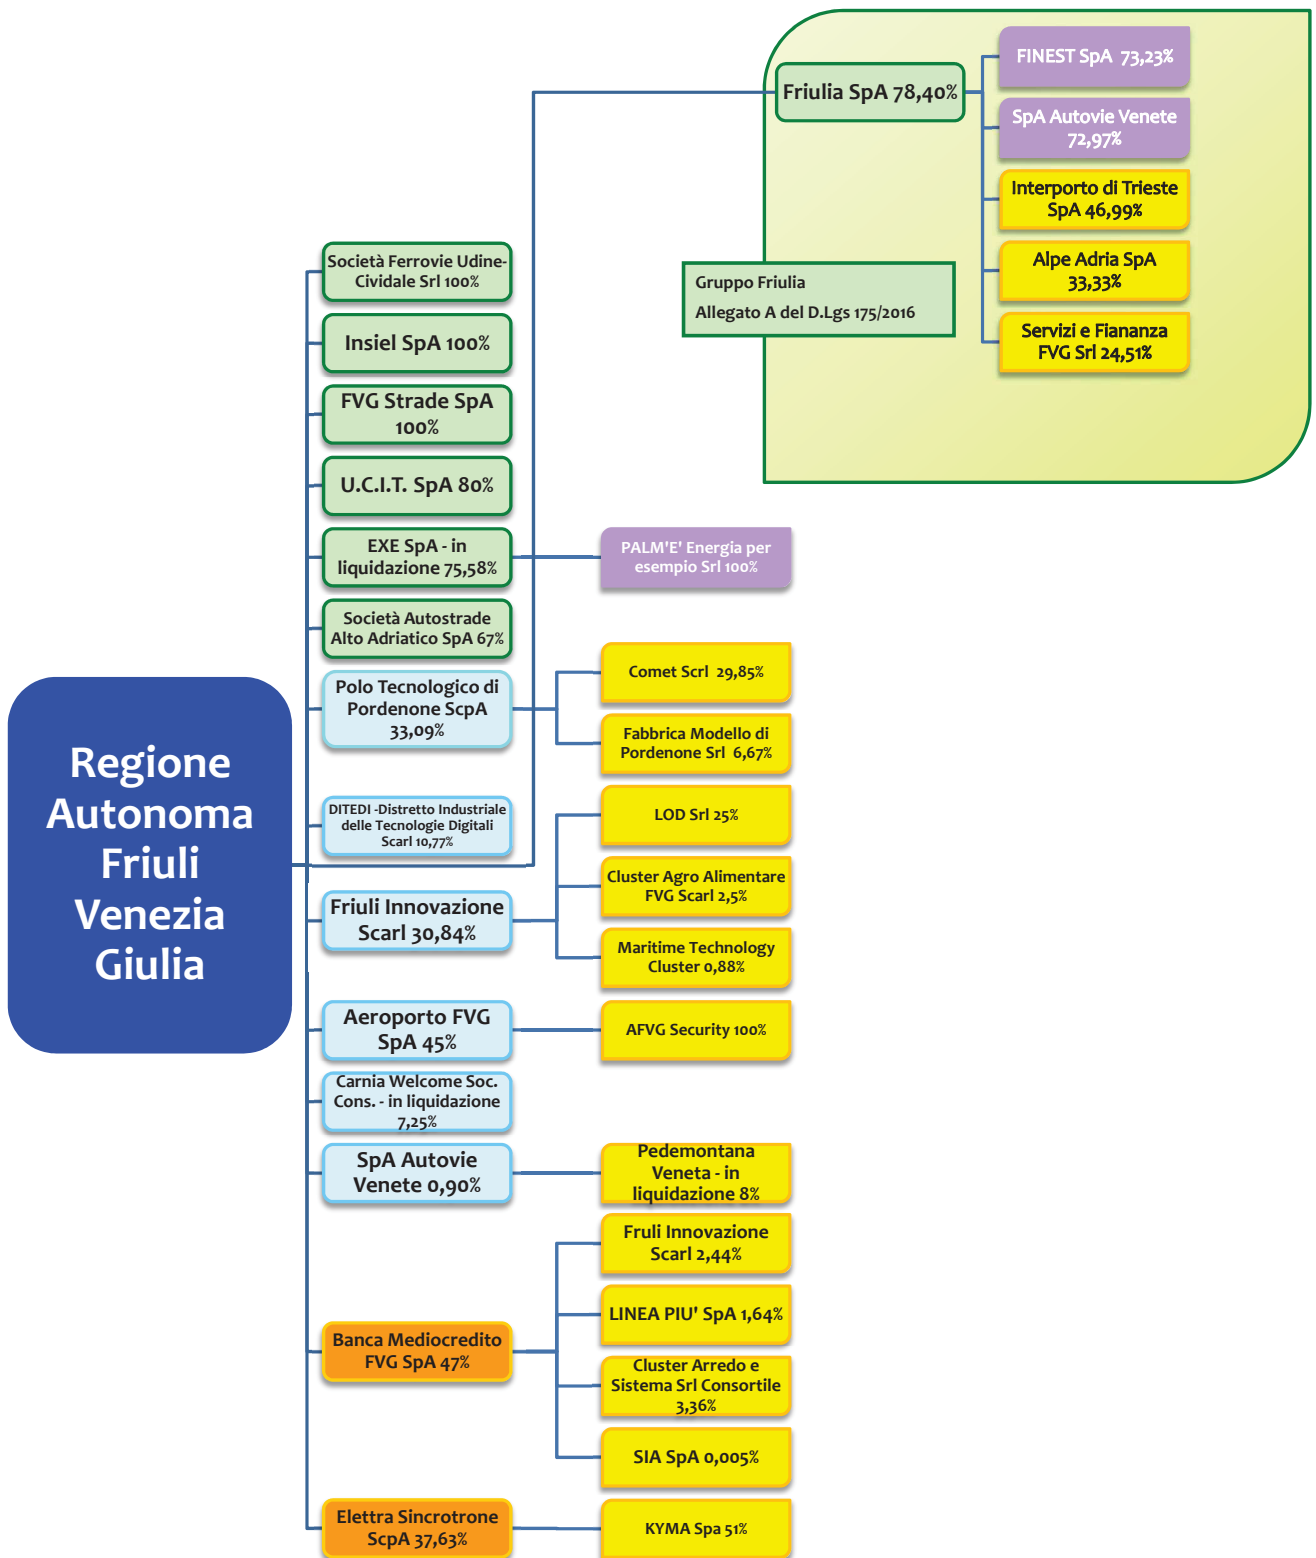 FINEST SpA 73,23%
Friulia SpA 78,40%
SpA Autovie Venete
72,97%
Interporto di Trieste
SpA 46,99%
Alpe Adria SpA
33,33%
Servizi e Fiananza
FVG Srl 24,51%
Gruppo Friulia
Allegato A del D.Lgs 175/2016
Società Ferrovie Udine-
Cividale Srl 100%
Insiel SpA 100%
FVG Strade SpA
100%
U.C.I.T. SpA 80%
EXE SpA - in
liquidazione 75,58%
PALM'E' Energia per
esempio Srl 100%
Società Autostrade
Alto Adriatico SpA 67%
Polo Tecnologico di
Pordenone ScpA
33,09%
Comet Scrl 29,85%
Fabbrica Modello di
Pordenone Srl 6,67%
Regione
Autonoma
Friuli
Venezia
Giulia
DITEDI -Distretto Industriale
delle Tecnologie Digitali
Scarl 10,77%
Friuli Innovazione
Scarl 30,84%
LOD Srl 25%
Cluster Agro Alimentare
FVG Scarl 2,5%
Maritime Technology
Cluster 0,88%
Aeroporto FVG
SpA 45%
AFVG Security 100%
Carnia Welcome Soc.
Cons. - in liquidazione
7,25%
SpA Autovie
Venete 0,90%
Pedemontana
Veneta - in
liquidazione 8%
Banca Mediocredito
FVG SpA 47%
Fruli Innovazione
Scarl 2,44%
LINEA PIU' SpA 1,64%
Cluster Arredo e
Sistema Srl Consortile
3,36%
SIA SpA 0,005%
Elettra Sincrotrone
ScpA 37,63%
KYMA Spa 51%